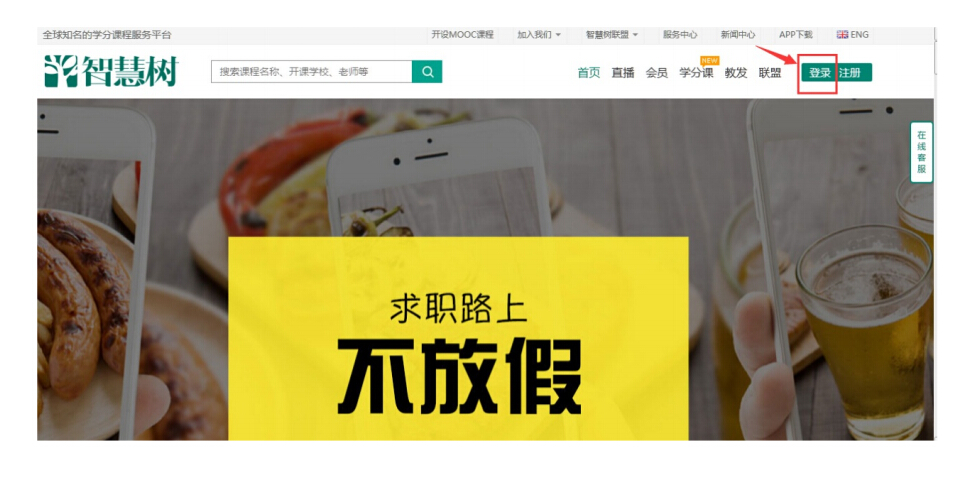 全球知名的学分课程服务平台
开设MOOC课程 加入我们 智慧树联盟 服务中心 新闻中心 APP下载 ENG
智慧树
搜索课程名称、开课学校、老师等
首页 直播 会员 学分课 NEW 教发 联盟 登录 注册
在线客服
求职路上
不放假